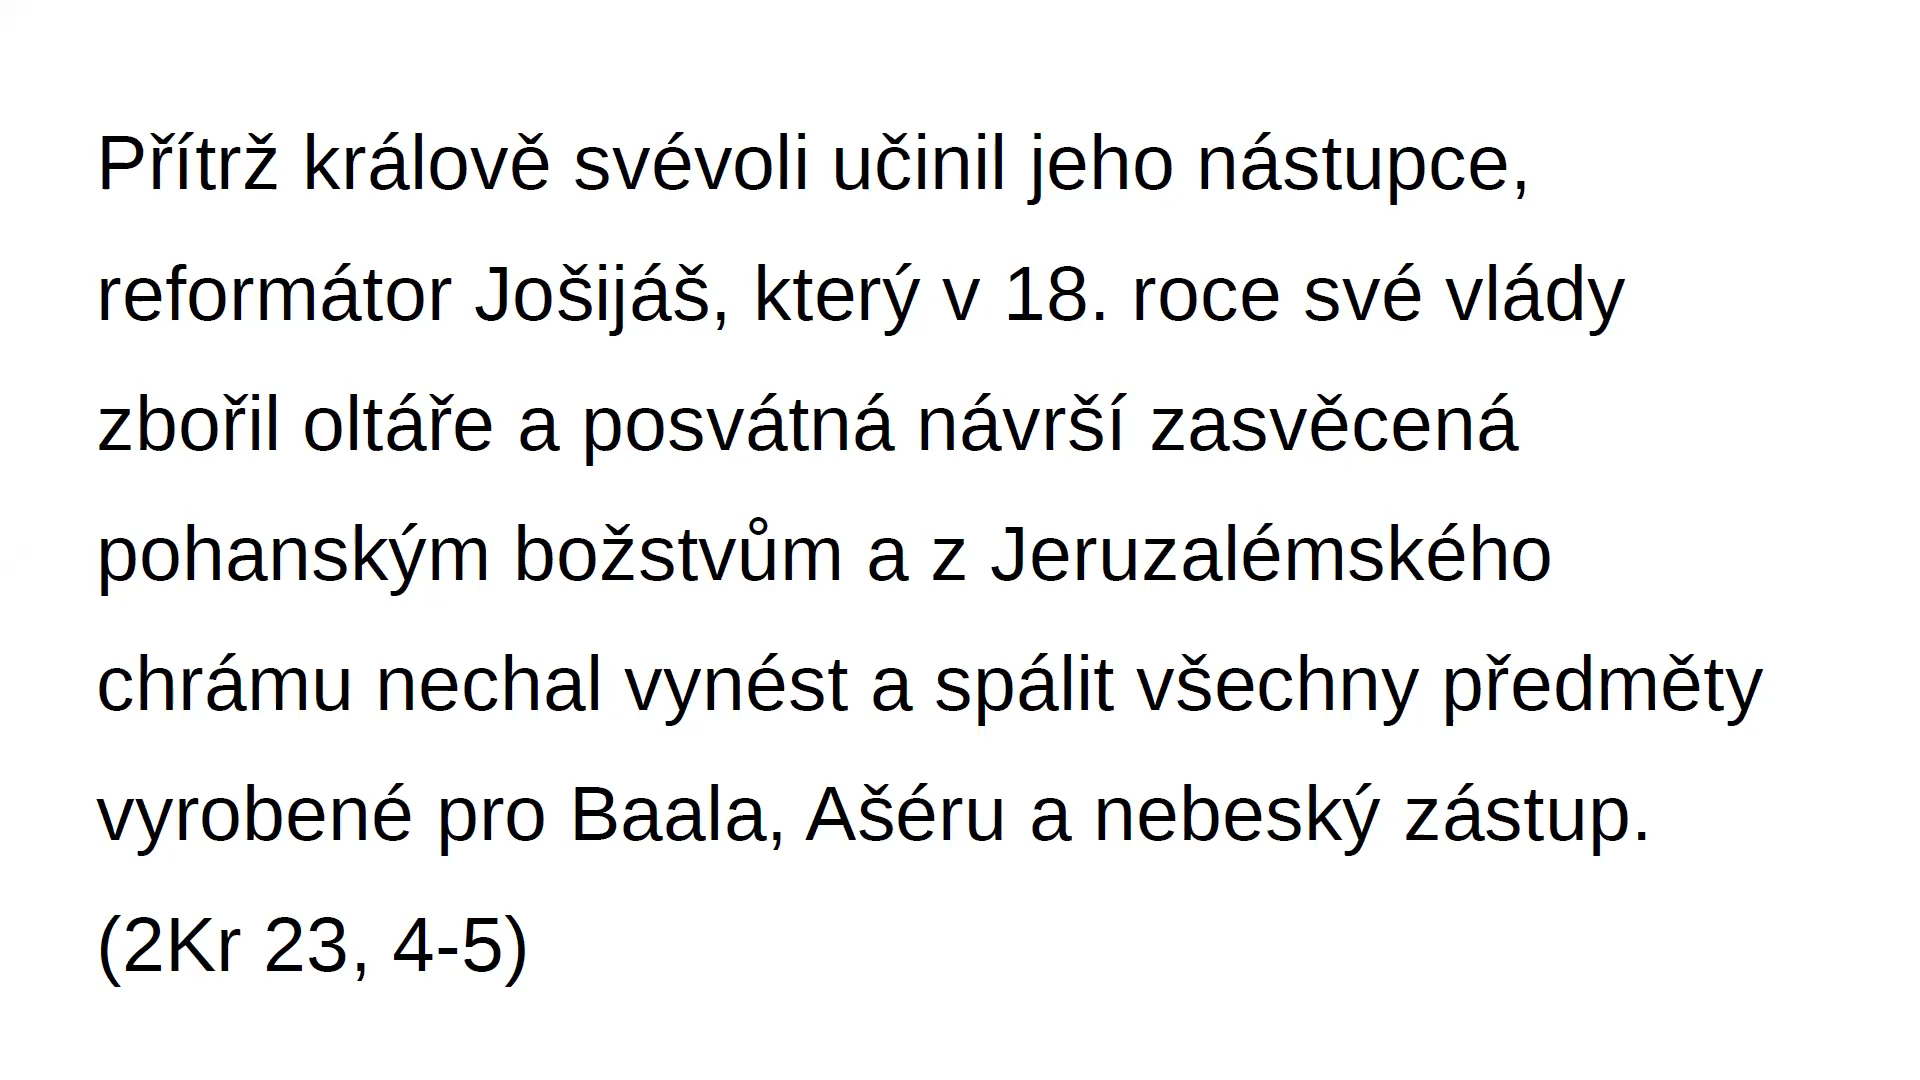 Přítrž králově svévoli učinil jeho nástupce,
reformátor Jošijáš, který v 18. roce své vlády
zbořil oltáře a posvátná návrší zasvěcená
pohanským božstvům a z Jeruzalémského
chrámu nechal vynést a spálit všechny předměty
vyrobené pro Baala, Ašéru a nebeský zástup.
(2Kr 23, 4-5)